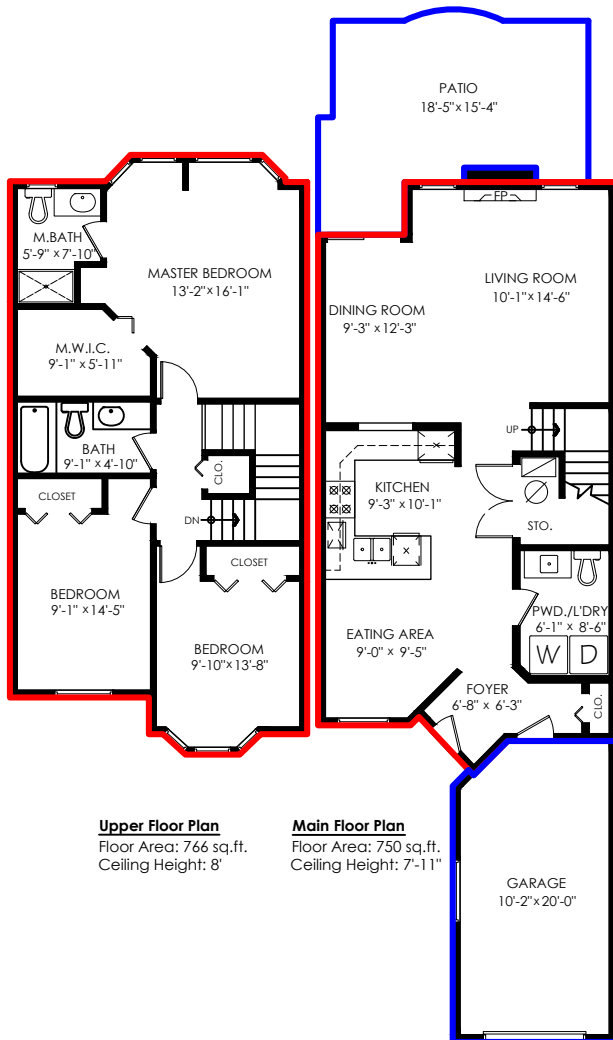 PATIO
18'-5" x 15'-4"
FP
M.BATH
5'-9" x 7'-10"
MASTER BEDROOM
13'-2" x 16'-1"
LIVING ROOM
10'-1" x 14'-6"
DINING ROOM
9'-3" x 12'-3"
M.W.I.C.
9'-1" x 5'-11"
BATH
9'-1" x 4'-10"
CLO.
UP
KITCHEN
9'-3" x 10'-1"
CLOSET
DN
STO.
CLOSET
BEDROOM
9'-1" x 14'-5"
BEDROOM
9'-10" x 13'-8"
PWD./L'DRY
6'-1" x 8'-6"
W D
EATING AREA
9'-0" x 9'-5"
FOYER
6'-8" x 6'-3"
CLO.
Upper Floor Plan
Floor Area: 766 sq.ft.
Ceiling Height: 8'
Main Floor Plan
Floor Area: 750 sq.ft.
Ceiling Height: 7'-11"
GARAGE
10'-2" x 20'-0"